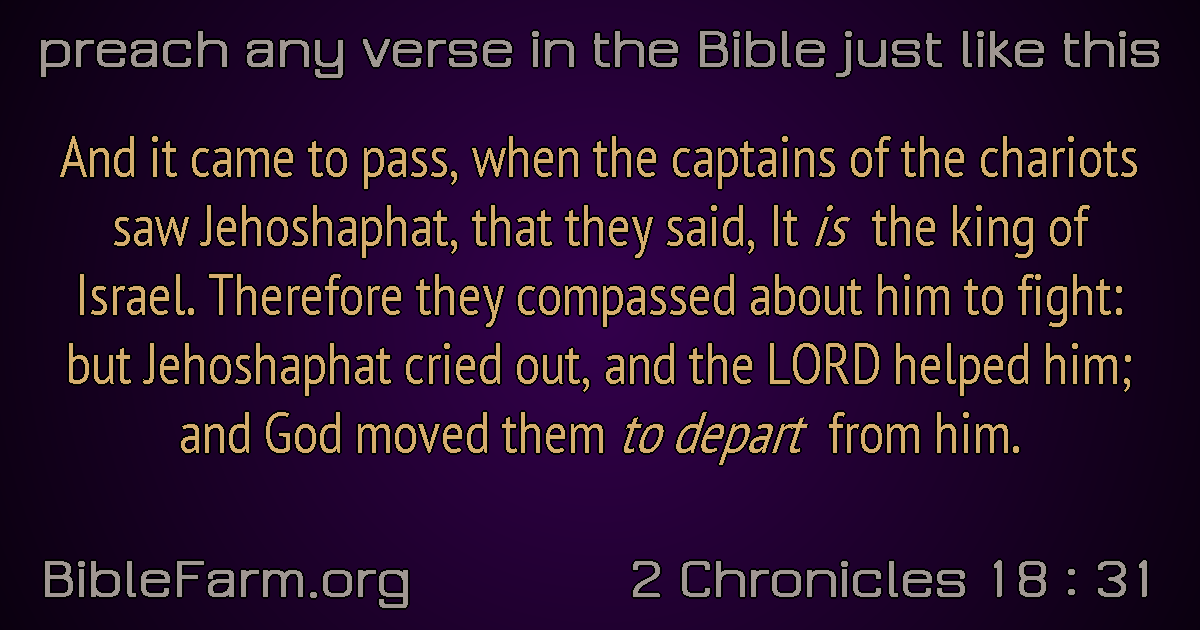 preach any verse in the Bible just like this
And it came to pass, when the captains of the chariots
saw Jehoshaphat, that they said, It is the king of
Israel. Therefore they compassed about him to fight:
but Jehoshaphat cried out, and the LORD helped him;
and God moved them to depart from him.
BibleFarm.org
2 Chronicles 18 : 31